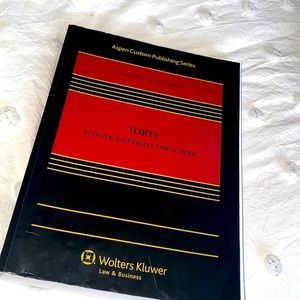 Aspen Custom Publishing Series
TORTS
SUFFOLK UNIVERSITY LAW SCHOOL
Wolters Kluwer
Law & Business